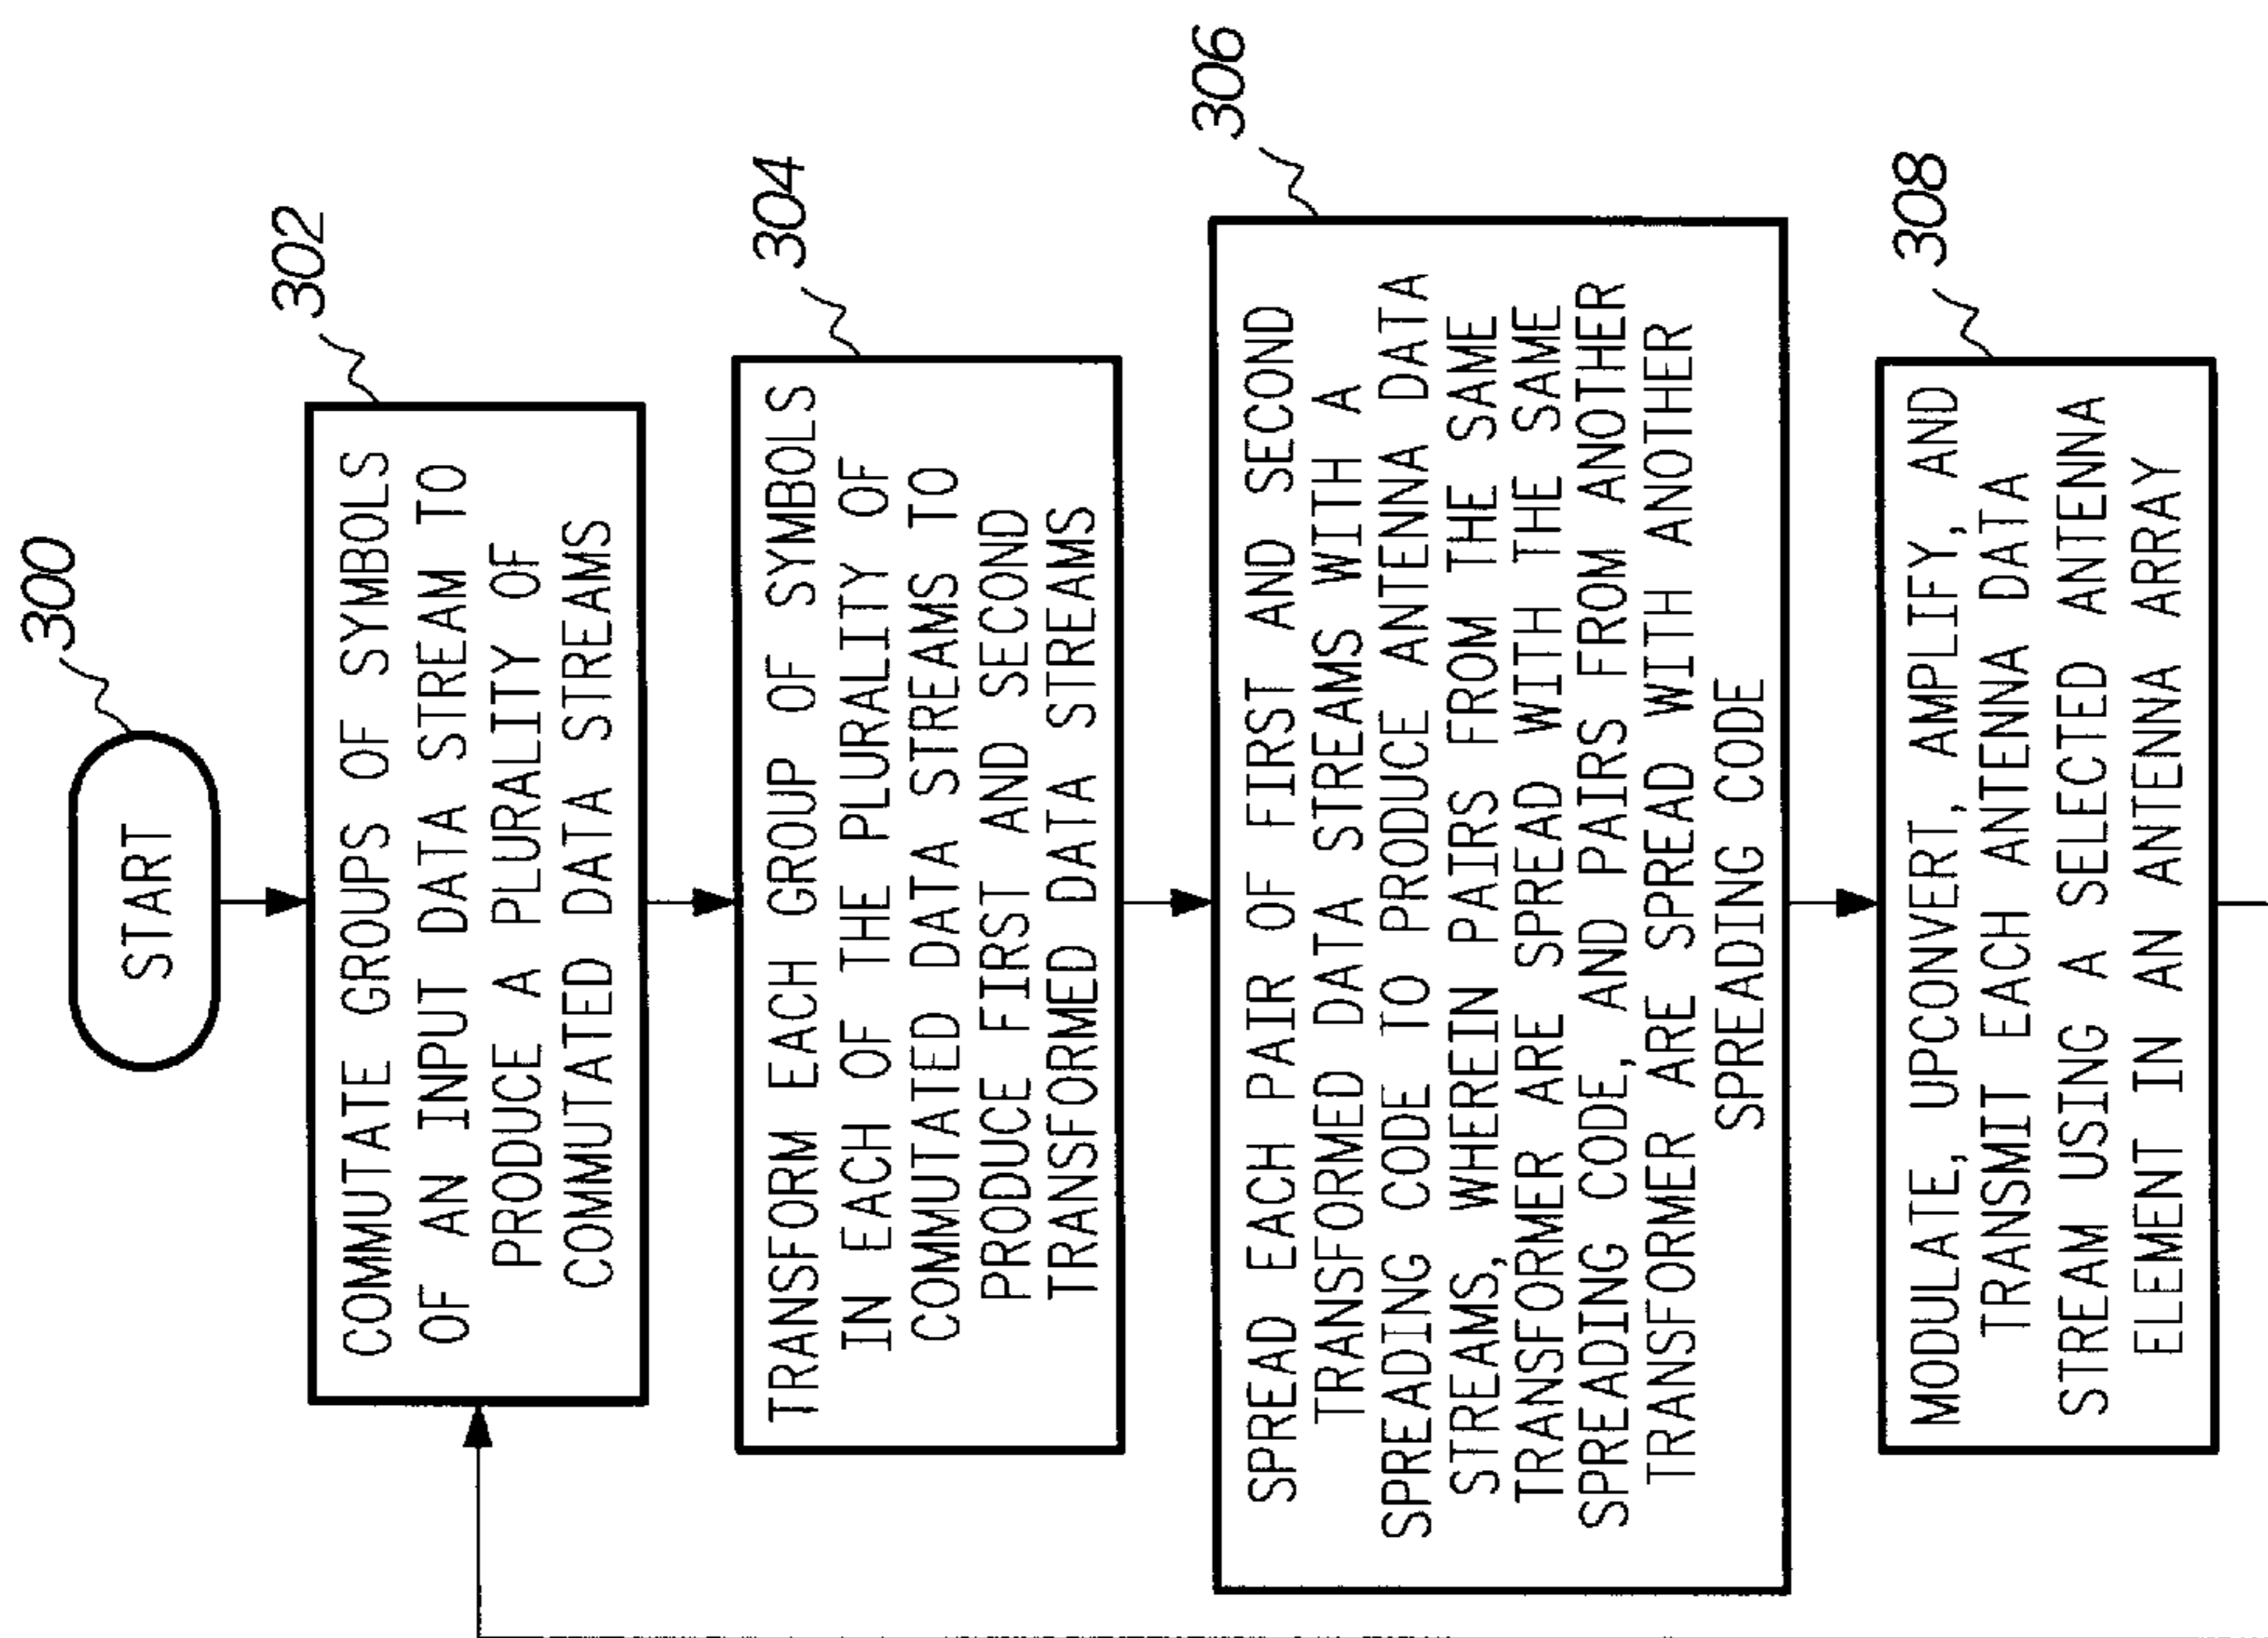 300
START
302
COMMUTATE GROUPS OF SYMBOLS
OF AN INPUT DATA STREAM TO
PRODUCE A PLURALITY OF
COMMUTATED DATA STREAMS
304
TRANSFORM EACH GROUP OF SYMBOLS
IN EACH OF THE PLURALITY OF
COMMUTATED DATA STREAMS TO
PRODUCE FIRST AND SECOND
TRANSFORMED DATA STREAMS
306
SPREAD EACH PAIR OF FIRST AND SECOND
TRANSFORMED DATA STREAMS WITH A
SPREADING CODE TO PRODUCE ANTENNA DATA
STREAMS, WHEREIN PAIRS FROM THE SAME
TRANSFORMER ARE SPREAD WITH THE SAME
SPREADING CODE, AND PAIRS FROM ANOTHER
TRANSFORMER ARE SPREAD WITH ANOTHER
SPREADING CODE
308
MODULATE, UPCONVERT, AMPLIFY, AND
TRANSMIT EACH ANTENNA DATA
STREAM USING A SELECTED ANTENNA
ELEMENT IN AN ANTENNA ARRAY